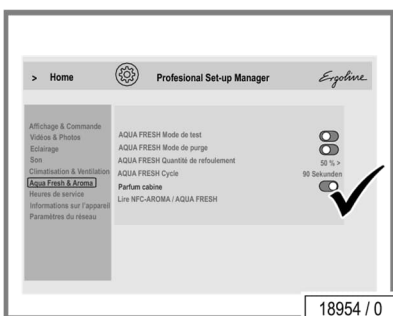 > Home
Profesional Set-up Manager
Ergoline
Affichage & Commande
Vidéos & Photos
Eclairage
Son
Climatisation & Ventilation
Aqua Fresh & Aroma
Heures de service
Informations sur l'appareil
Paramètres du réseau
AQUA FRESH Mode de test
AQUA FRESH Mode de purge
AQUA FRESH Quantité de refoulement
50 % >
AQUA FRESH Cycle
90 Sekunden
Parfum cabine
Lire NFC-AROMA / AQUA FRESH
18954 / 0